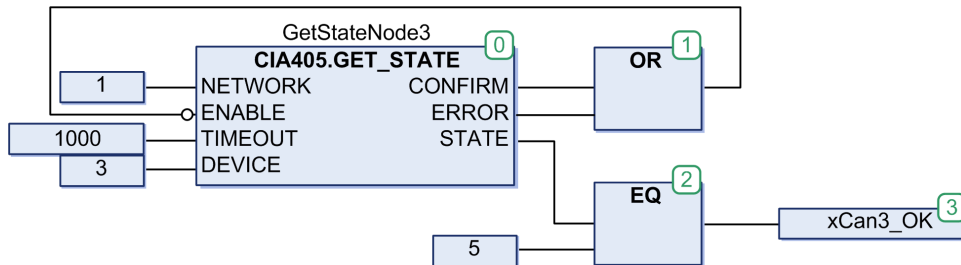 GetStateNode3
0
1
CIA405.GET_STATE
OR
1
NETWORK
CONFIRM
ENABLE
ERROR
1000
TIMEOUT
STATE
3
DEVICE
2
EQ
3
xCan3_OK
5